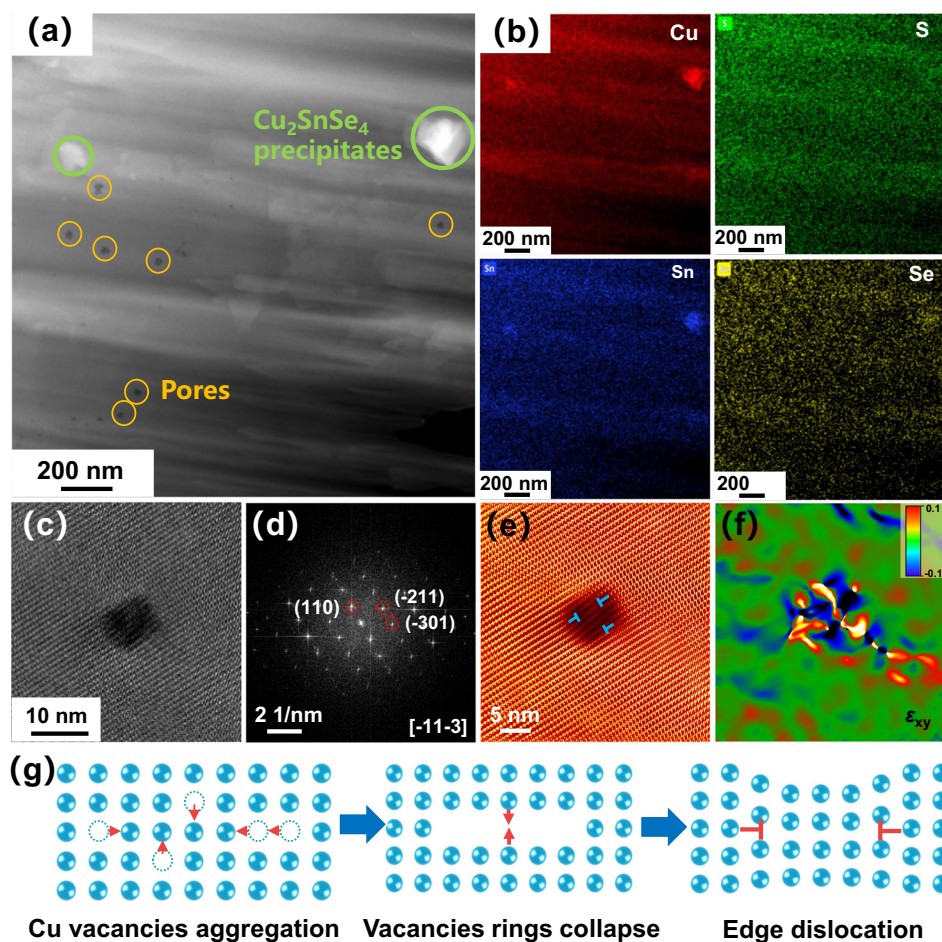 (a)
Cu₂SnSe₄
precipitates
Pores
200 nm
(b)
Cu
200 nm
S
S
200 nm
Sn
Sn
200 nm
Se
200
(c)
10 nm
(d)
(110)
(-211)
(-301)
2 1/nm
[-11-3]
(e)
5 nm
(f)
0.1
-0.1
εxy
(g)
Cu vacancies aggregation
Vacancies rings collapse
Edge dislocation